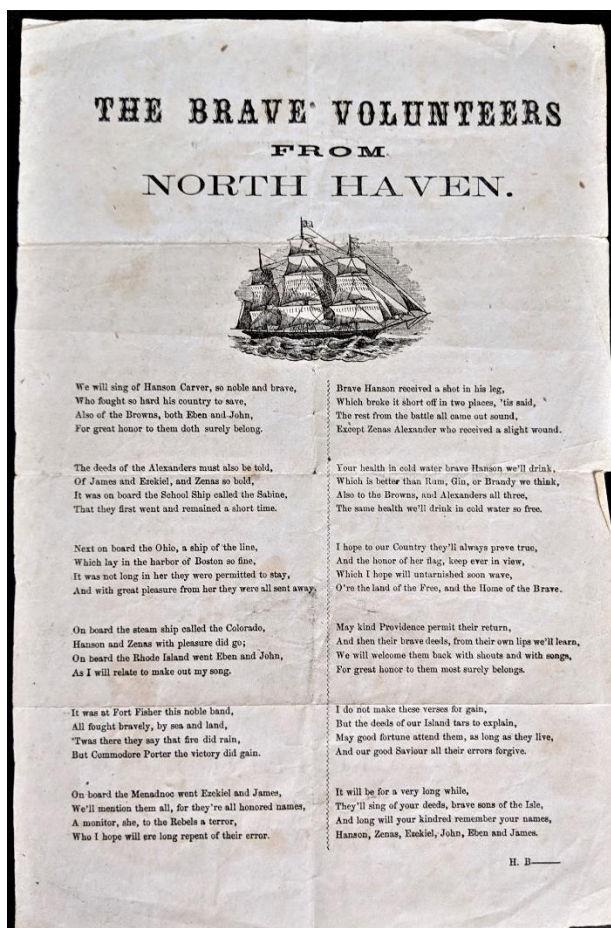 THE BRAVE VOLUNTEERS
FROM
NORTH HAVEN.
We will sing of Hanson Carver, so noble and brave,
Who fought so hard his country to save,
Also of the Browns, both Eben and John,
For great honor to them doth surely belong.
The deeds of the Alexanders must also be told,
Of James and Ezekiel, and Zenas so bold,
It was on board the School Ship called the Sabine,
That they first went and remained a short time.
Next on board the Ohio, a ship of the line,
Which lay in the harbor of Boston so fine,
It was not long in her they were permitted to stay,
And with great pleasure from her they were all sent away.
On board the steam ship called the Colorado,
Hanson and Zenas with pleasure did go;
On board the Rhode Island went Eben and John,
As I will relate to make out my song.
It was at Fort Fisher this noble band,
All fought bravely, by sea and land,
'Twas there they say that fire did rain,
But Commodore Porter the victory did gain.
On board the Menadnoc went Ezekiel and James,
We'll mention them all, for they're all honored names,
A monitor, she, to the Rebels a terror,
Who I hope will ere long repent of their error.
Brave Hanson received a shot in his leg,
Which broke it short off in two places, 'tis said,
The rest from the battle all came out sound,
Except Zenas Alexander who received a slight wound.
Your health in cold water brave Hanson we'll drink,
Which is better than Rum, Gin, or Brandy we think,
Also to the Browns, and Alexanders all three,
The same health we'll drink in cold water so free.
I hope to our Country they'll always preve true,
And the honor of her flag, keep ever in view,
Which I hope will untarnished soon wave,
O're the land of the Free, and the Home of the Brave.
May kind Providence permit their return,
And then their brave deeds, from their own lips we'll learn,
We will welcome them back with shouts and with songs,
For great honor to them most surely belongs.
I do not make these verses for gain,
But the deeds of our Island tars to explain,
May good fortune attend them, as long as they live,
And our good Saviour all their errors forgive.
It will be for a very long while,
They'll sing of your deeds, brave sons of the Isle,
And long will your kindred remember your names,
Hanson, Zenas, Ezekiel, John, Eben and James.
H. B——